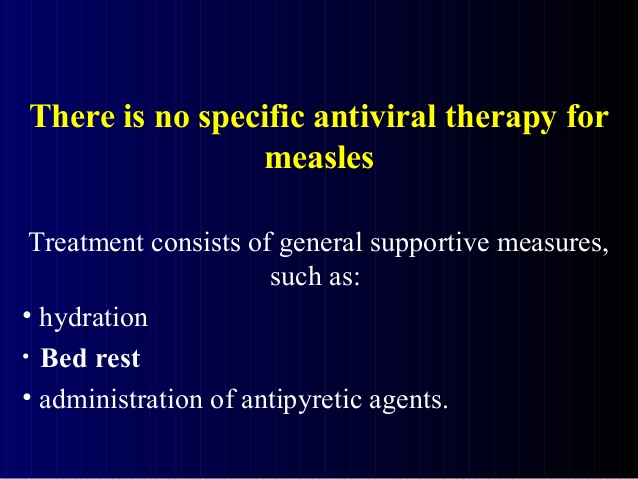 There is no specific antiviral therapy for
measles
Treatment consists of general supportive measures,
such as:
• hydration
• Bed rest
• administration of antipyretic agents.